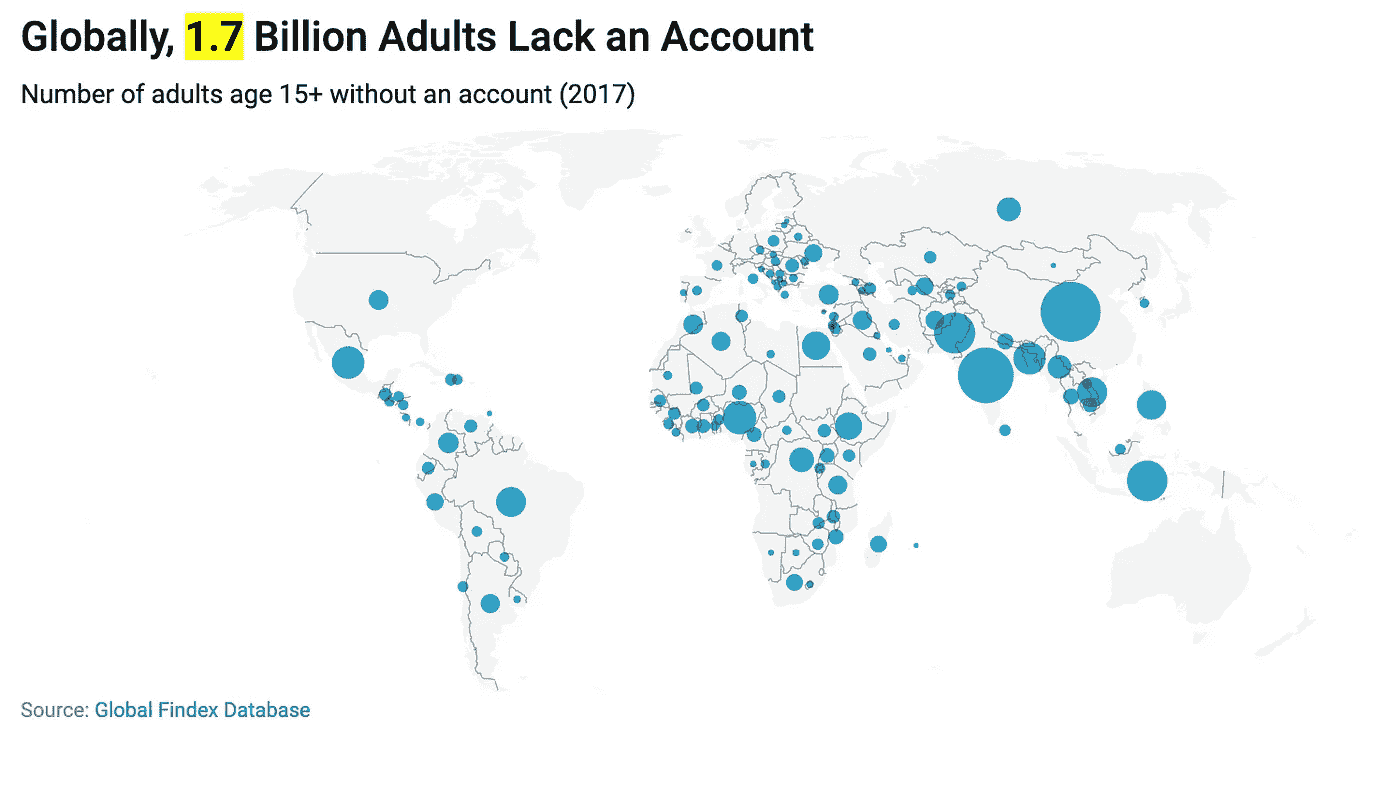 Globally, 1.7 Billion Adults Lack an Account
Number of adults age 15+ without an account (2017)
Source: Global Findex Database